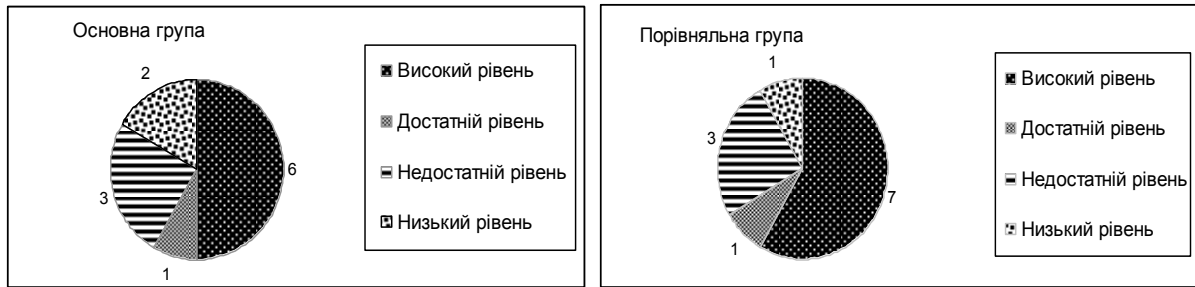 Основна група
2
6
3
1
Високий рівень
Достатній рівень
Недостатній рівень
Низький рівень
Порівняльна група
1
3
7
1
Високий рівень
Достатній рівень
Недостатній рівень
Низький рівень